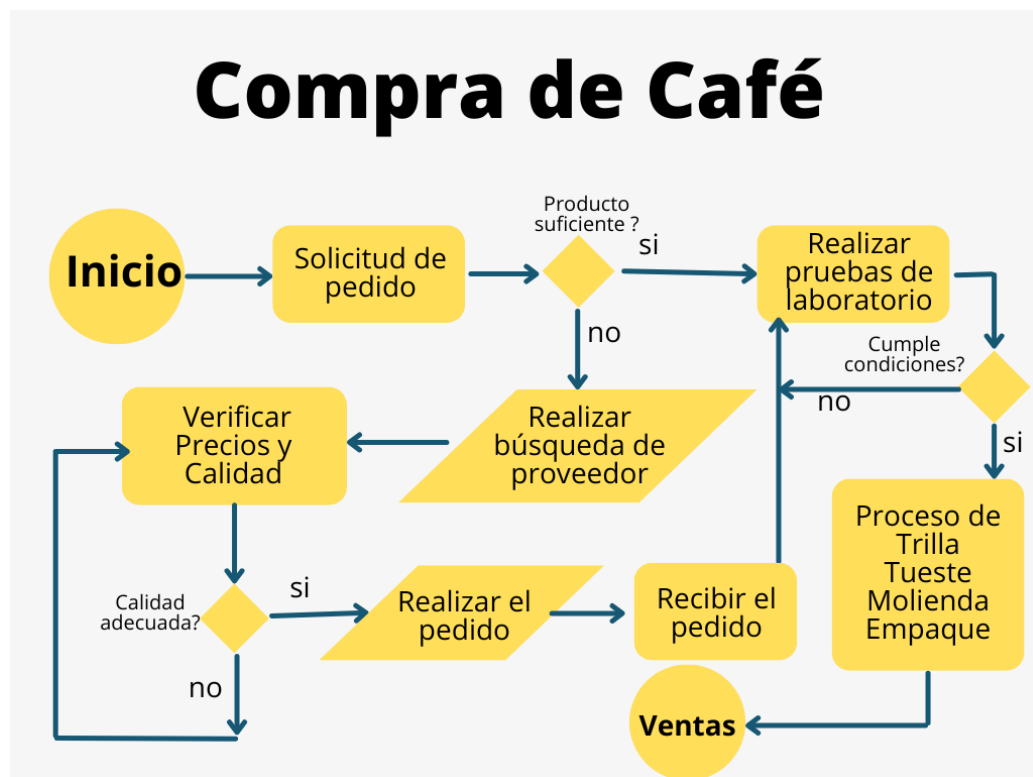 Compra de Café
Inicio
Solicitud de
pedido
Producto
suficiente ?
si
no
Realizar
pruebas de
laboratorio
Cumple
condiciones?
no
si
Realizar
búsqueda de
proveedor
Verificar
Precios y
Calidad
Calidad
adecuada?
si
no
Realizar el
pedido
Recibir el
pedido
Proceso de
Trilla
Tueste
Molienda
Empaque
Ventas